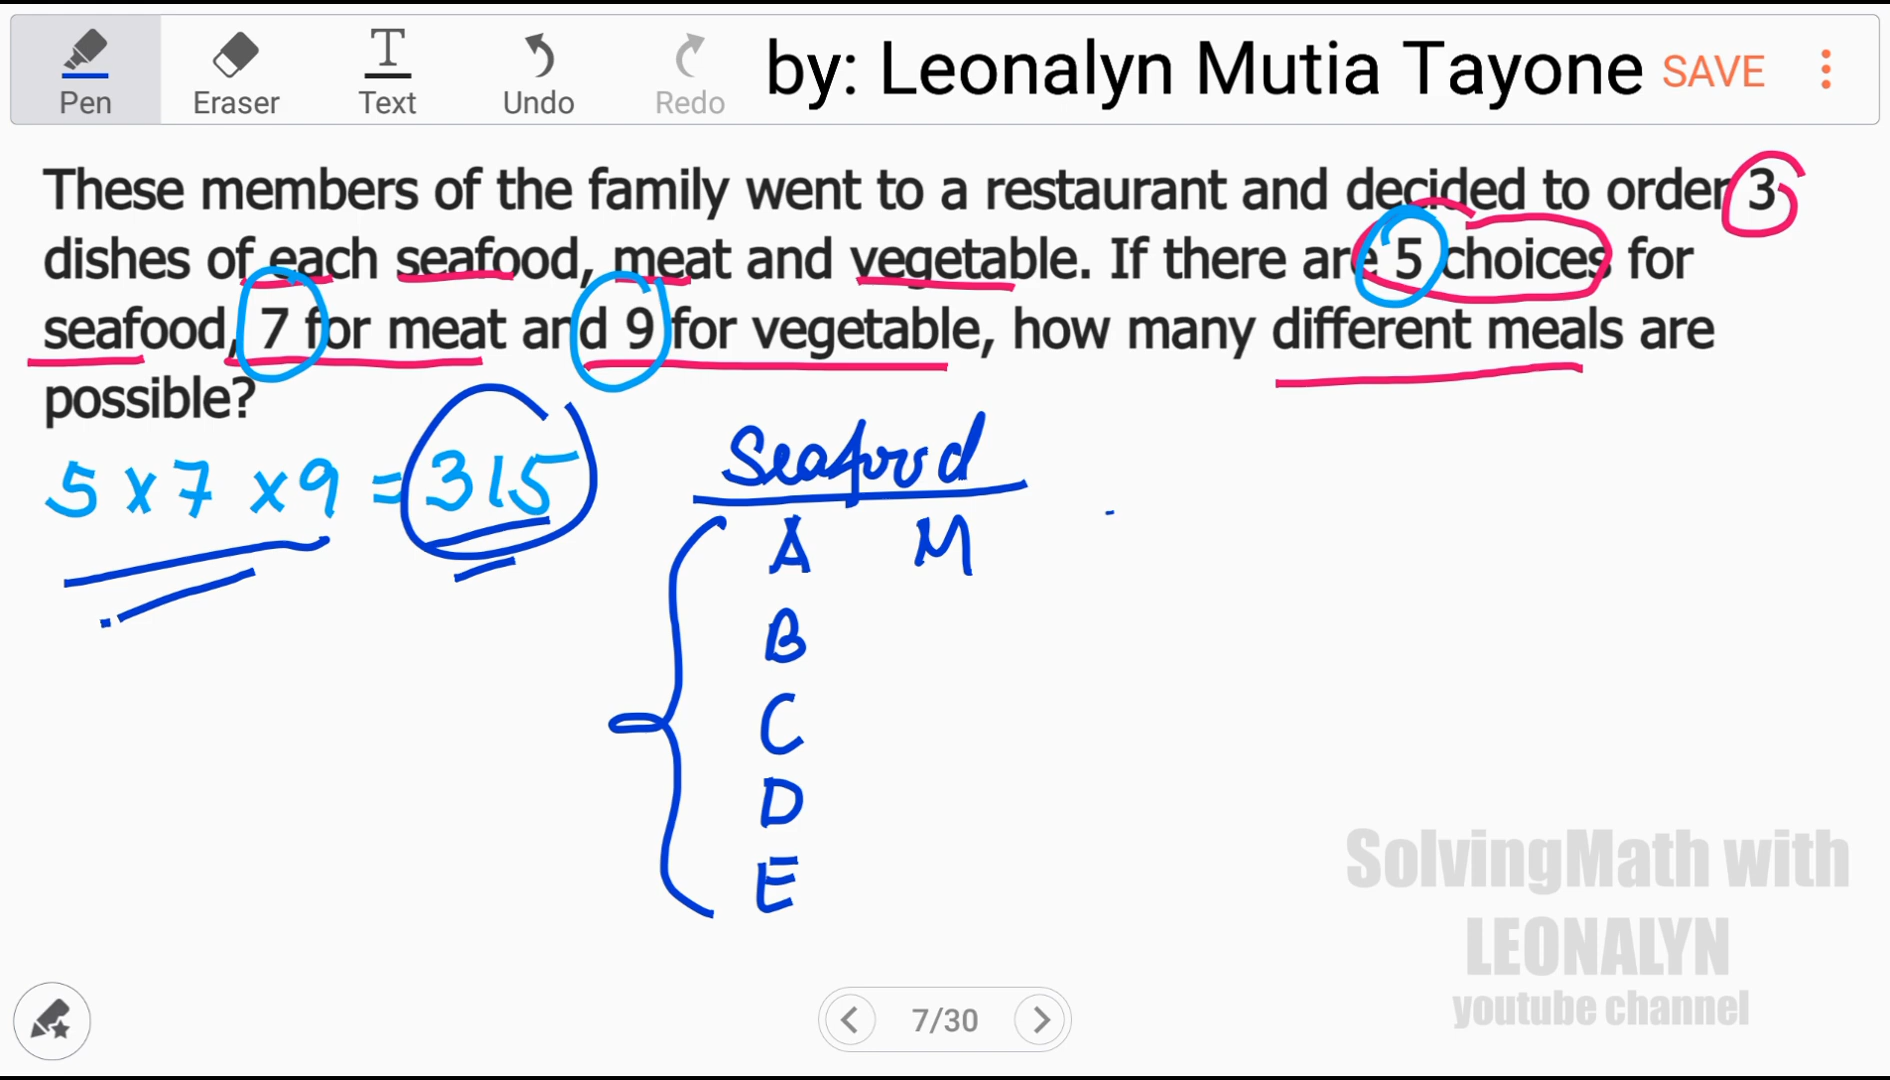 Pen Eraser Text Undo Redo by: Leonalyn Mutia Tayone SAVE
These members of the family went to a restaurant and decided to order 3
dishes of each seafood, meat and vegetable. If there are 5 choices for
seafood, 7 for meat and 9 for vegetable, how many different meals are
possible?
5 x 7 x 9 = 315
Seafood
A M
B
C
D
E
SolvingMath with
LEONALYN
youtube channel
7/30